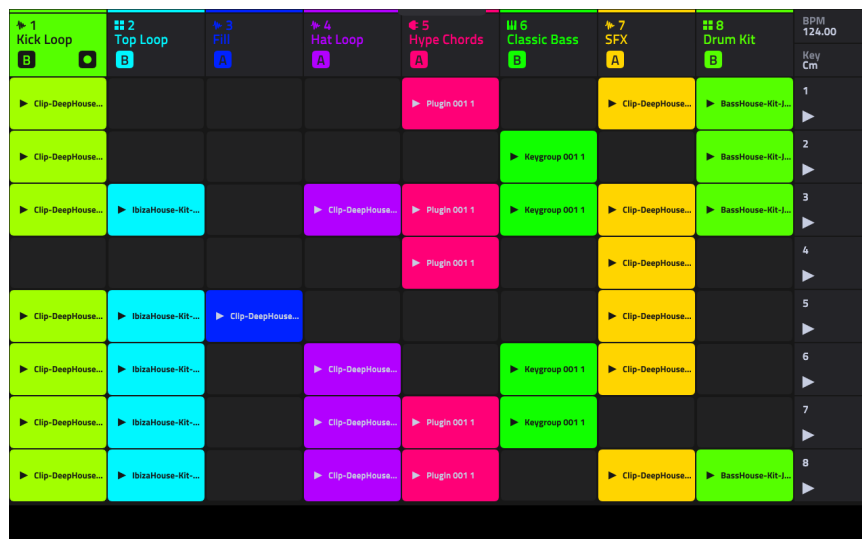 1
Kick Loop
B
2
Top Loop
B
3
Fill
A
4
Hat Loop
A
5
Hype Chords
A
6
Classic Bass
B
7
SFX
A
8
Drum Kit
B
BPM
124.00
Key
Cm
Clip-DeepHouse...
Plugin 001 1
Clip-DeepHouse...
BassHouse-Kit-J...
1
Clip-DeepHouse...
Keygroup 001 1
BassHouse-Kit-J...
2
Clip-DeepHouse...
IbizaHouse-Kit-...
Clip-DeepHouse...
Plugin 001 1
Keygroup 001 1
Clip-DeepHouse...
BassHouse-Kit-J...
3
Plugin 001 1
Clip-DeepHouse...
4
Clip-DeepHouse...
IbizaHouse-Kit-...
Clip-DeepHouse...
Clip-DeepHouse...
5
Clip-DeepHouse...
IbizaHouse-Kit-...
Clip-DeepHouse...
Keygroup 001 1
Clip-DeepHouse...
6
Clip-DeepHouse...
IbizaHouse-Kit-...
Clip-DeepHouse...
Plugin 001 1
Keygroup 001 1
7
Clip-DeepHouse...
IbizaHouse-Kit-...
Clip-DeepHouse...
Plugin 001 1
Clip-DeepHouse...
BassHouse-Kit-J...
8